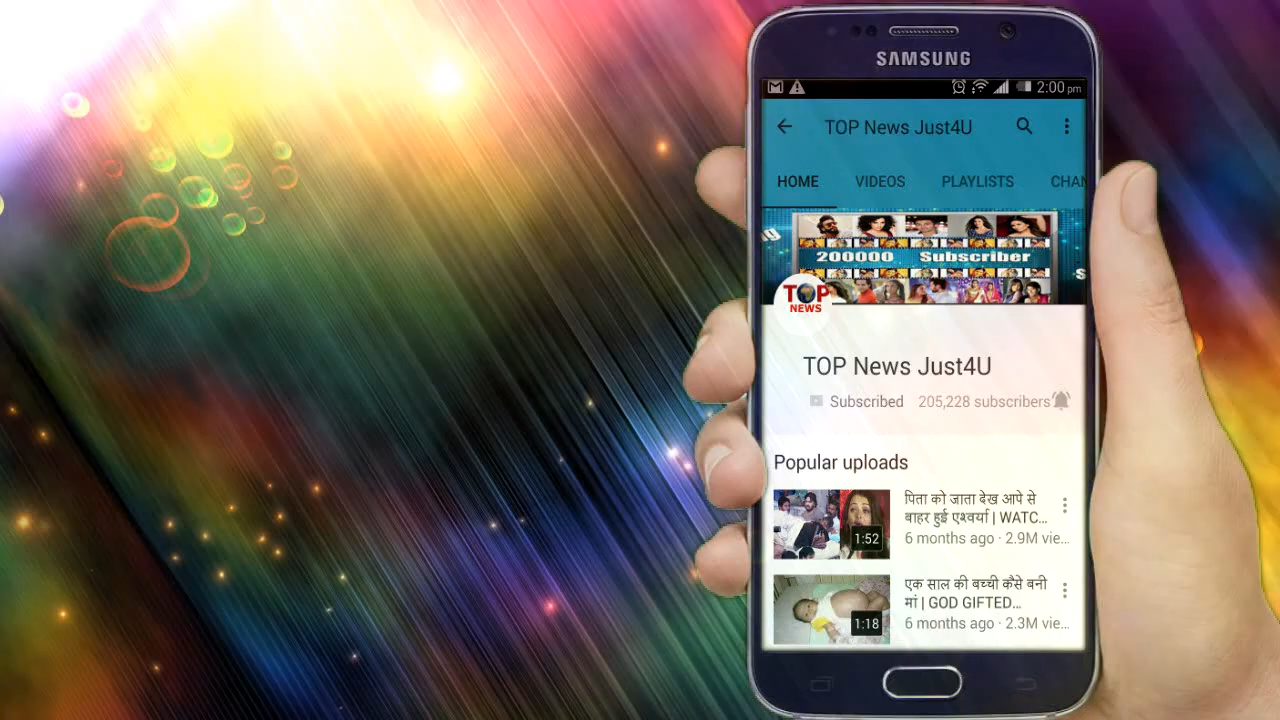 SAMSUNG
2:00 pm
TOP News Just4U
HOME VIDEOS PLAYLISTS CHAN
200000 Subscriber
TOP
NEWS
TOP News Just4U
Subscribed 205,228 subscribers
Popular uploads
पिता को जाता देख आपे से
बाहर हुई एश्वर्या | WATC...
6 months ago · 2.9M vie...
1:52
एक साल की बच्ची कैसे बनी
मां | GOD GIFTED...
6 months ago · 2.3M vie...
1:18